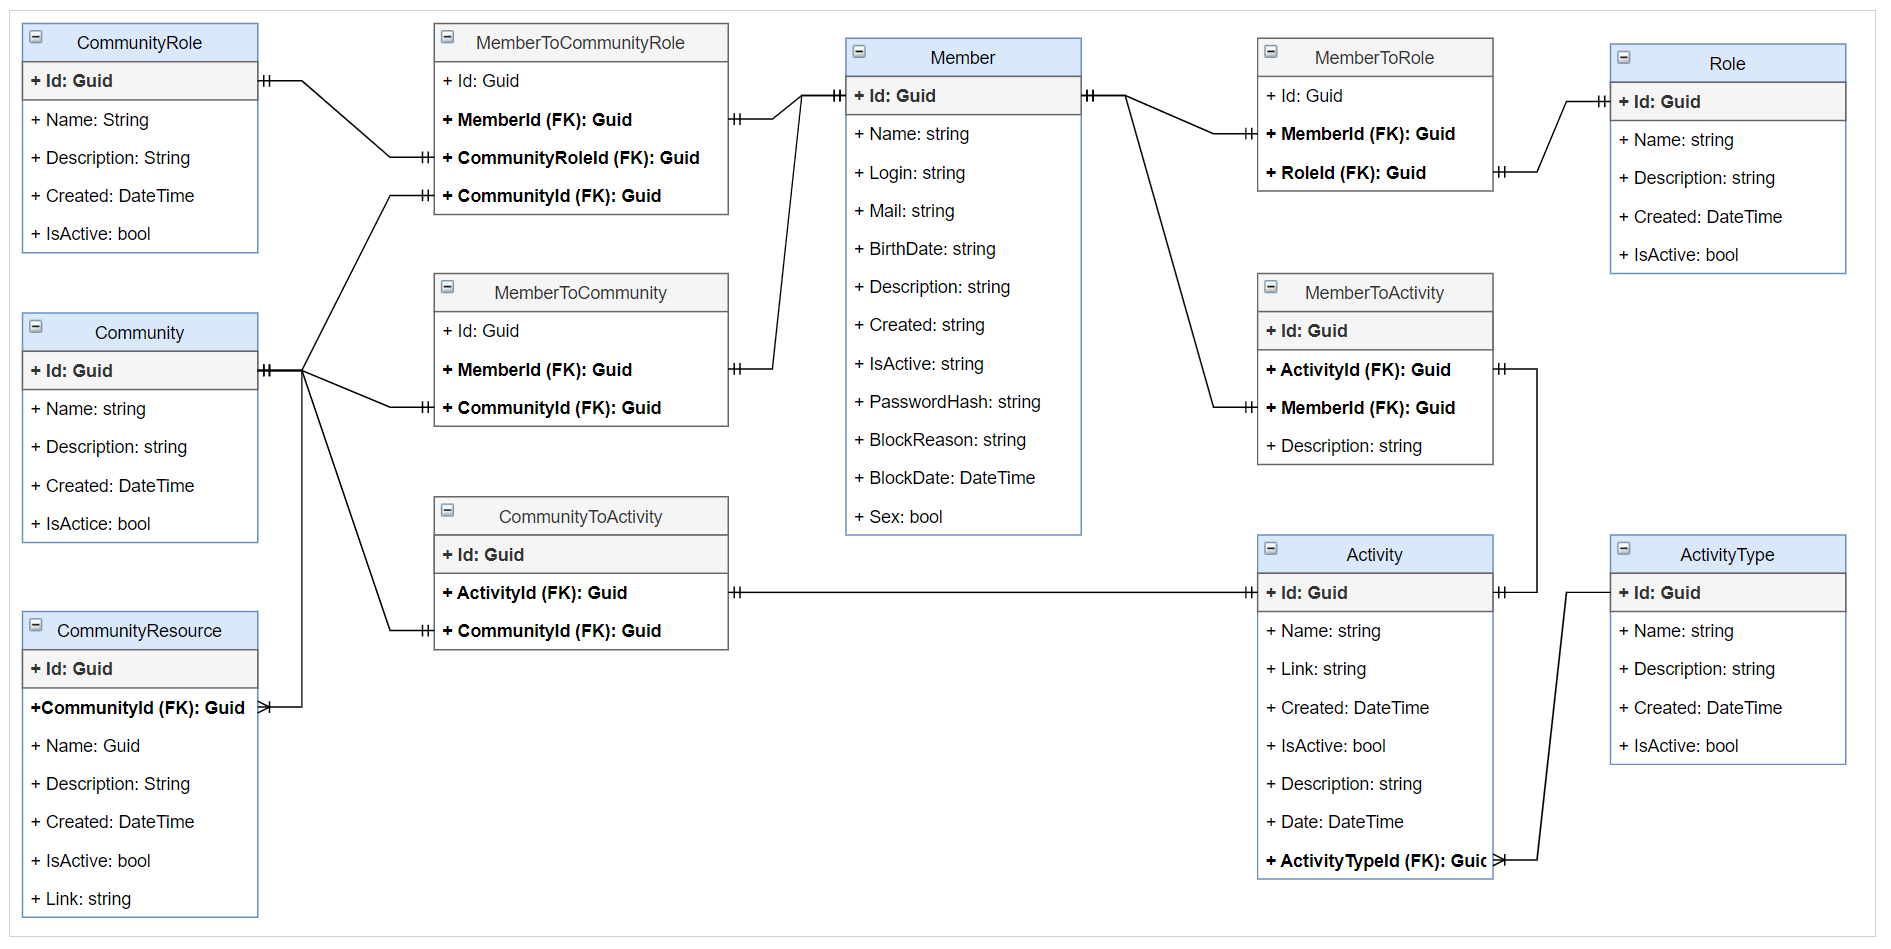 CommunityRole
+ Id: Guid
+ Name: String
+ Description: String
+ Created: DateTime
+ IsActive: bool
MemberToCommunityRole
+ Id: Guid
+ MemberId (FK): Guid
+ CommunityRoleId (FK): Guid
+ CommunityId (FK): Guid
Member
+ Id: Guid
+ Name: string
+ Login: string
+ Mail: string
+ BirthDate: string
+ Description: string
+ Created: string
+ IsActive: string
+ PasswordHash: string
+ BlockReason: string
+ BlockDate: DateTime
+ Sex: bool
MemberToRole
+ Id: Guid
+ MemberId (FK): Guid
+ RoleId (FK): Guid
Role
+ Id: Guid
+ Name: string
+ Description: string
+ Created: DateTime
+ IsActive: bool
Community
+ Id: Guid
+ Name: string
+ Description: string
+ Created: DateTime
+ IsActice: bool
MemberToCommunity
+ Id: Guid
+ MemberId (FK): Guid
+ CommunityId (FK): Guid
MemberToActivity
+ Id: Guid
+ ActivityId (FK): Guid
+ MemberId (FK): Guid
+ Description: string
CommunityToActivity
+ Id: Guid
+ ActivityId (FK): Guid
+ CommunityId (FK): Guid
Activity
+ Id: Guid
+ Name: string
+ Link: string
+ Created: DateTime
+ IsActive: bool
+ Description: string
+ Date: DateTime
+ ActivityTypeId (FK): Guid
ActivityType
+ Id: Guid
+ Name: string
+ Description: string
+ Created: DateTime
+ IsActive: bool
CommunityResource
+ Id: Guid
+CommunityId (FK): Guid
+ Name: Guid
+ Description: String
+ Created: DateTime
+ IsActive: bool
+ Link: string